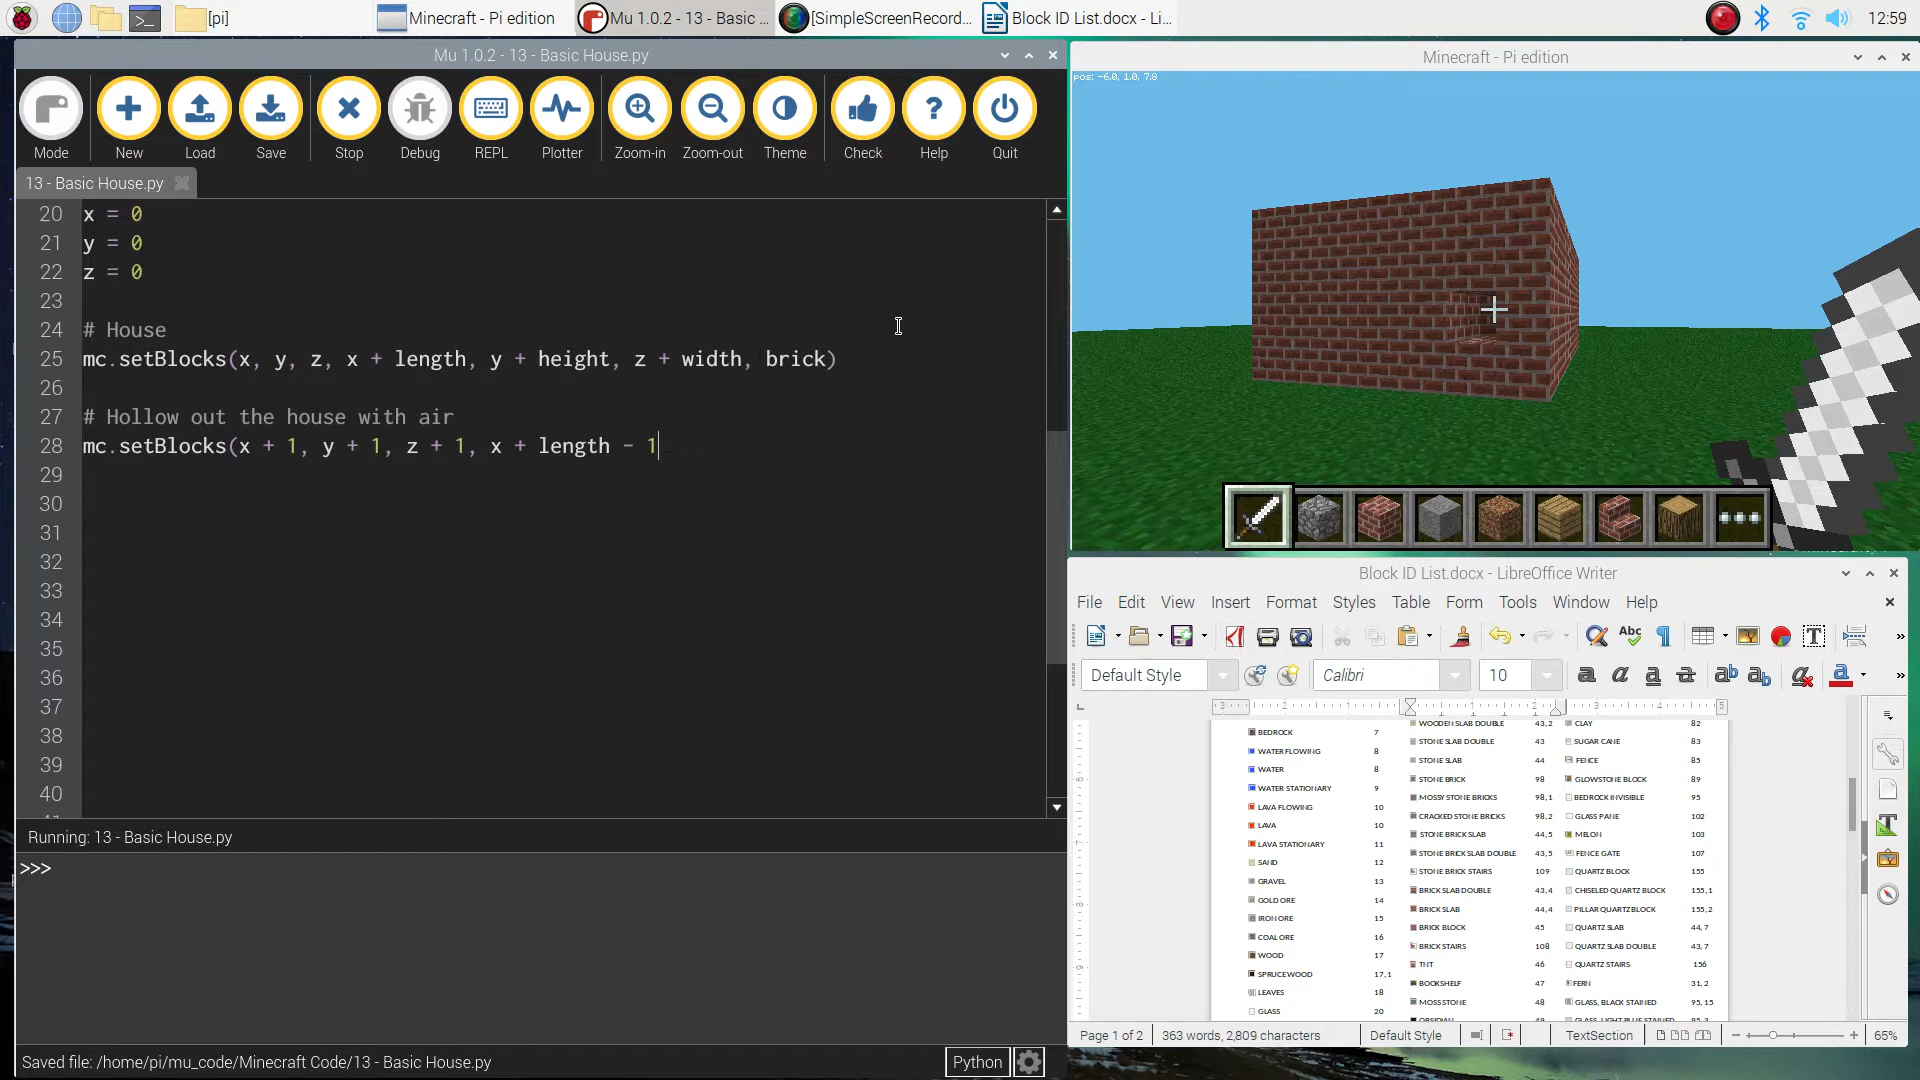 [pi]
Minecraft - Pi edition
Mu 1.0.2 - 13 - Basic ...
[SimpleScreenRecord...
Block ID List.docx - Li...
12:59
Mu 1.0.2 - 13 - Basic House.py
Mode
New
Load
Save
Stop
Debug
REPL
Plotter
Zoom-in
Zoom-out
Theme
Check
Help
Quit
13 - Basic House.py
20 x = 0
21 y = 0
22 z = 0
23
24 # House
25 mc.setBlocks(x, y, z, x + length, y + height, z + width, brick)
26
27 # Hollow out the house with air
28 mc.setBlocks(x + 1, y + 1, z + 1, x + length - 1
29
30
31
32
33
34
35
36
37
38
39
40
Running: 13 - Basic House.py
>>>
Saved file: /home/pi/mu_code/Minecraft Code/13 - Basic House.py
Python
Minecraft - Pi edition
pos: -6.0, 1.0, 7.8
Block ID List.docx - LibreOffice Writer
File Edit View Insert Format Styles Table Form Tools Window Help
Default Style
Calibri
10
BEDROCK 7
WATER FLOWING 8
WATER 8
WATER STATIONARY 9
LAVA FLOWING 10
LAVA 10
LAVA STATIONARY 11
SAND 12
GRAVEL 13
GOLD ORE 14
IRON ORE 15
COAL ORE 16
WOOD 17
SPRUCE WOOD 17,1
LEAVES 18
GLASS 20
WOODEN SLAB DOUBLE 43,2
STONE SLAB DOUBLE 43
STONE SLAB 44
STONE BRICK 98
MOSSY STONE BRICKS 98,1
CRACKED STONE BRICKS 98,2
STONE BRICK SLAB 44,5
STONE BRICK SLAB DOUBLE 43,5
STONE BRICK STAIRS 109
BRICK SLAB DOUBLE 43,4
BRICK SLAB 44,4
BRICK BLOCK 45
BRICK STAIRS 108
TNT 46
BOOKSHELF 47
MOSS STONE 48
CLAY 82
SUGAR CANE 83
FENCE 85
GLOWSTONE BLOCK 89
BEDROCK INVISIBLE 95
GLASS PANE 102
MELON 103
FENCE GATE 107
QUARTZ BLOCK 155
CHISELED QUARTZ BLOCK 155,1
PILLAR QUARTZ BLOCK 155,2
QUARTZ SLAB 44,7
QUARTZ SLAB DOUBLE 43,7
QUARTZ STAIRS 156
FERN 31,2
GLASS, BLACK STAINED 95,15
Page 1 of 2
363 words, 2,809 characters
Default Style
TextSection
65%